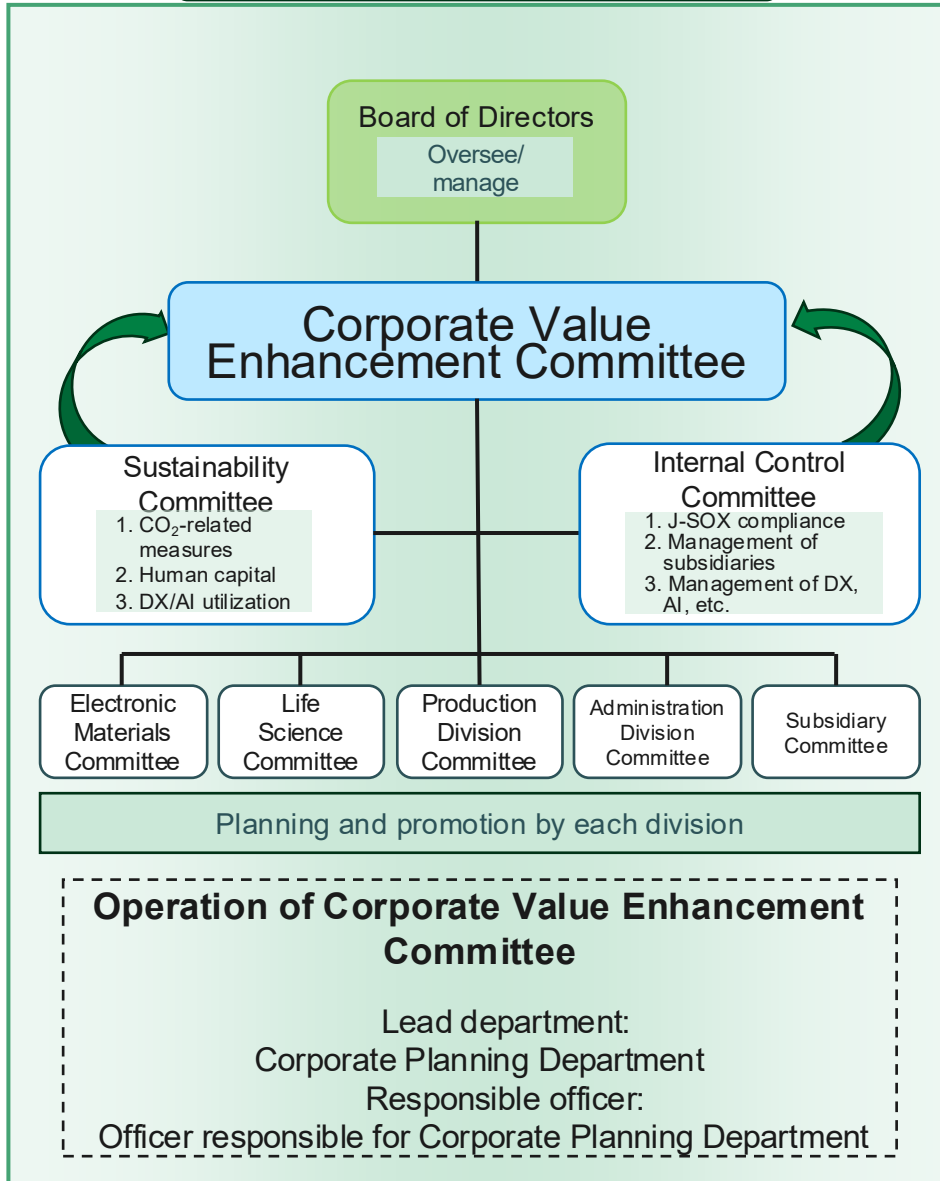 Board of Directors
Oversee/
manage
Corporate Value
Enhancement Committee
Sustainability
Committee
1. CO₂-related
measures
2. Human capital
3. DX/AI utilization
Internal Control
Committee
1. J-SOX compliance
2. Management of
subsidiaries
3. Management of DX,
AI, etc.
Electronic
Materials
Committee
Life
Science
Committee
Production
Division
Committee
Administration
Division
Committee
Subsidiary
Committee
Planning and promotion by each division
Operation of Corporate Value Enhancement
Committee
Lead department:
Corporate Planning Department
Responsible officer:
Officer responsible for Corporate Planning Department